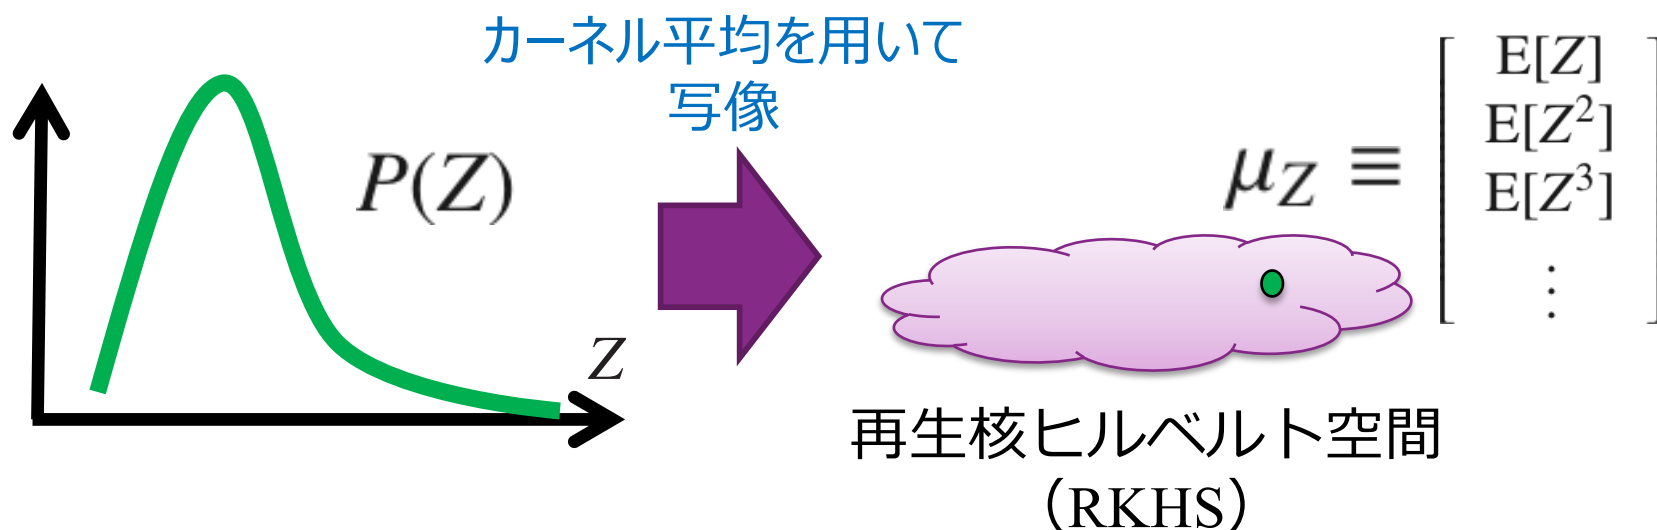 カーネル平均を用いて
写像
P(Z)
Z
μ_Z ≡
E[Z]
E[Z²]
E[Z³]
⋮
再生核ヒルベルト空間
（RKHS）